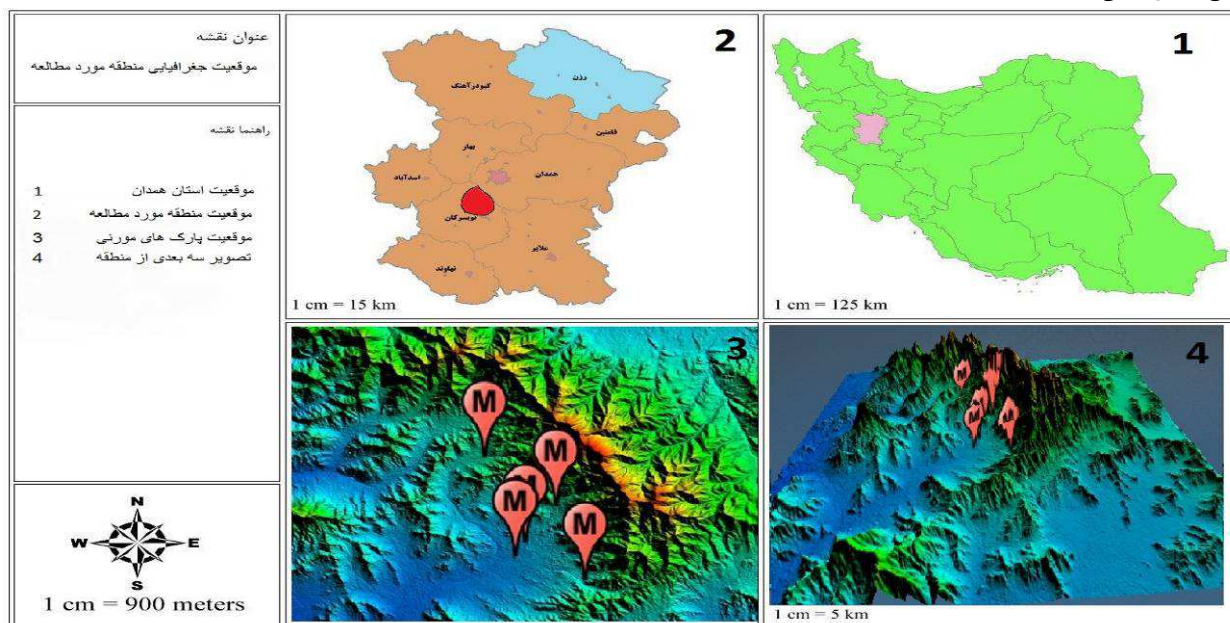 عنوان نقشه
موقعیت جغرافیایی منطقه مورد مطالعه
راهنما نقشه
1 موقعیت استان همدان
2 موقعیت منطقه مورد مطالعه
3 موقعیت پارک های مورنی
4 تصویر سه بعدی از منطقه
N
W E
S
1 cm = 900 meters
2
رزن
کبودرآهنگ
فامنین
بهار
همدان
اسدآباد
تویسرکان
ملایر
نهاوند
1 cm = 15 km
1
1 cm = 125 km
3
M
M
M
M
M
4
M
M
M
1 cm = 5 km